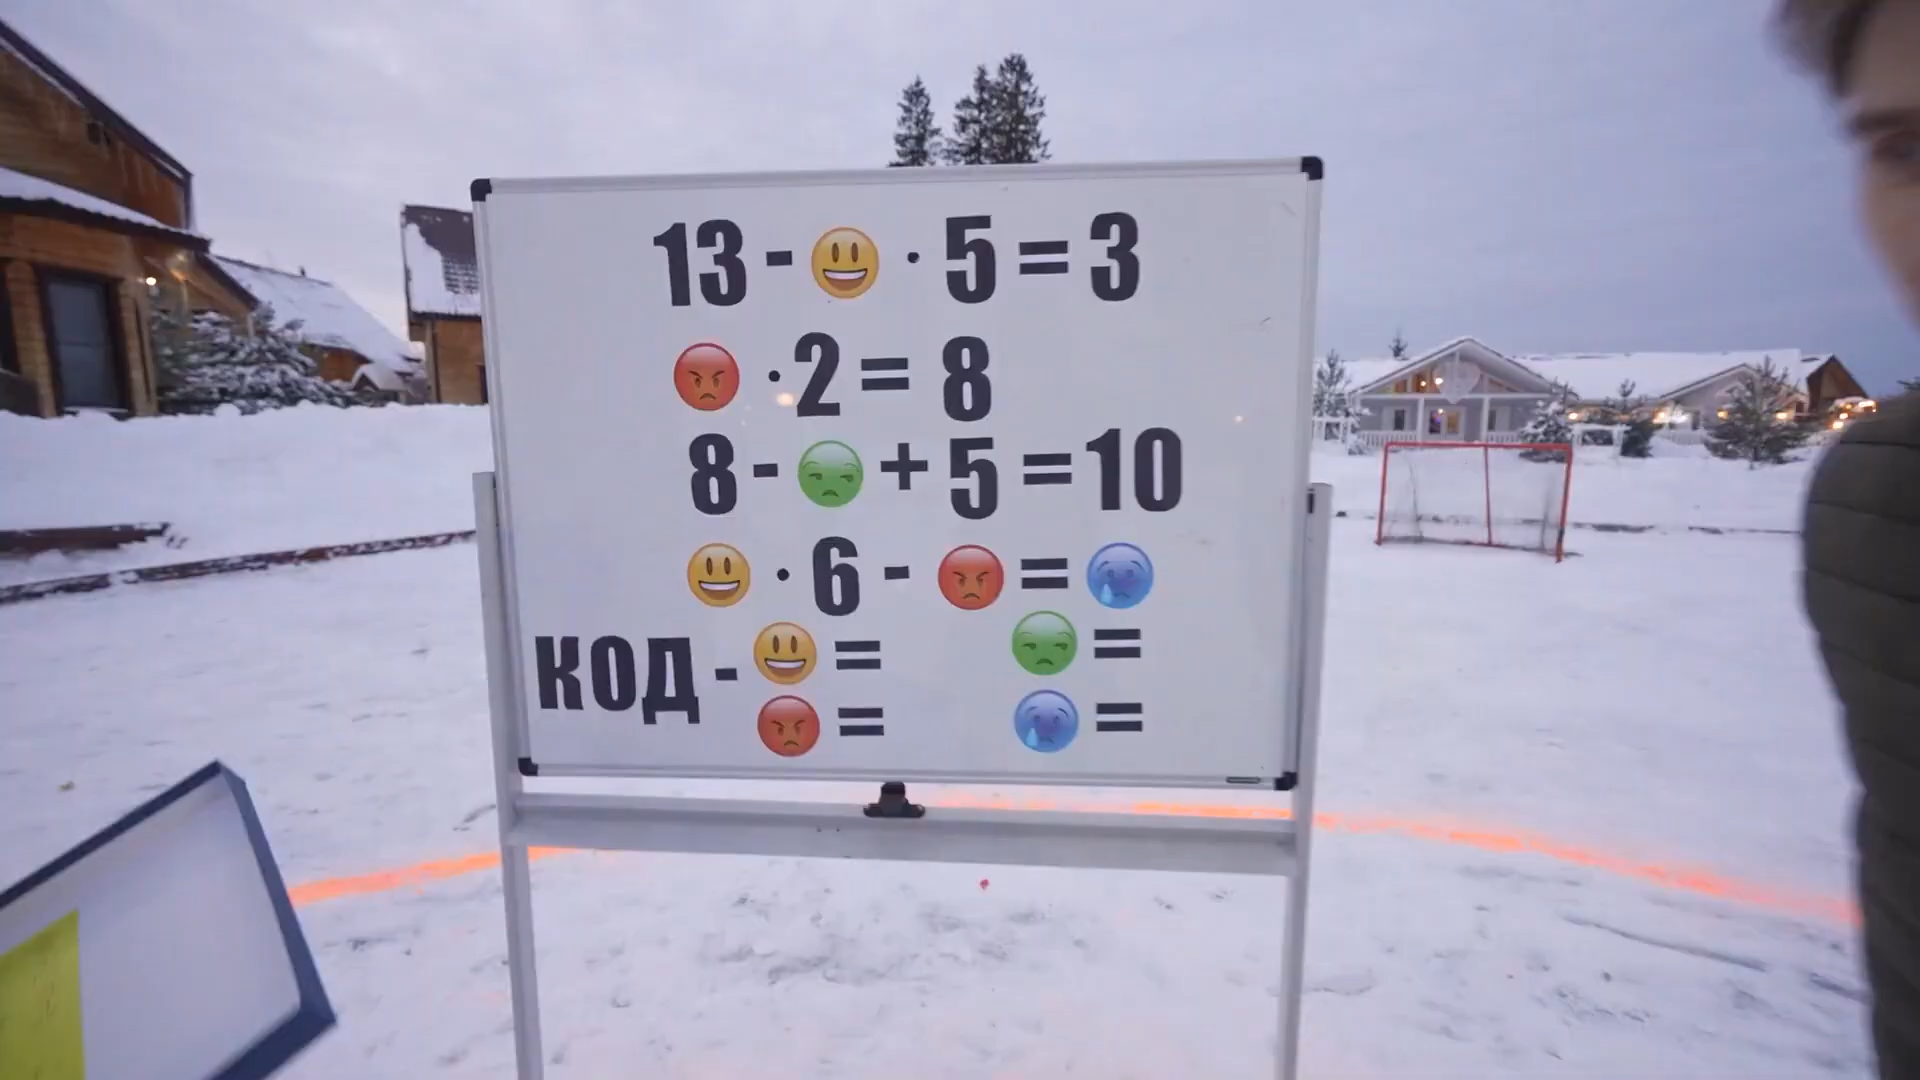 13 - 😃 · 5 = 3
😡 · 2 = 8
8 - 😒 + 5 = 10
😃 · 6 - 😡 = 😢
КОД - 😃 = 😒 =
😡 = 😢 =